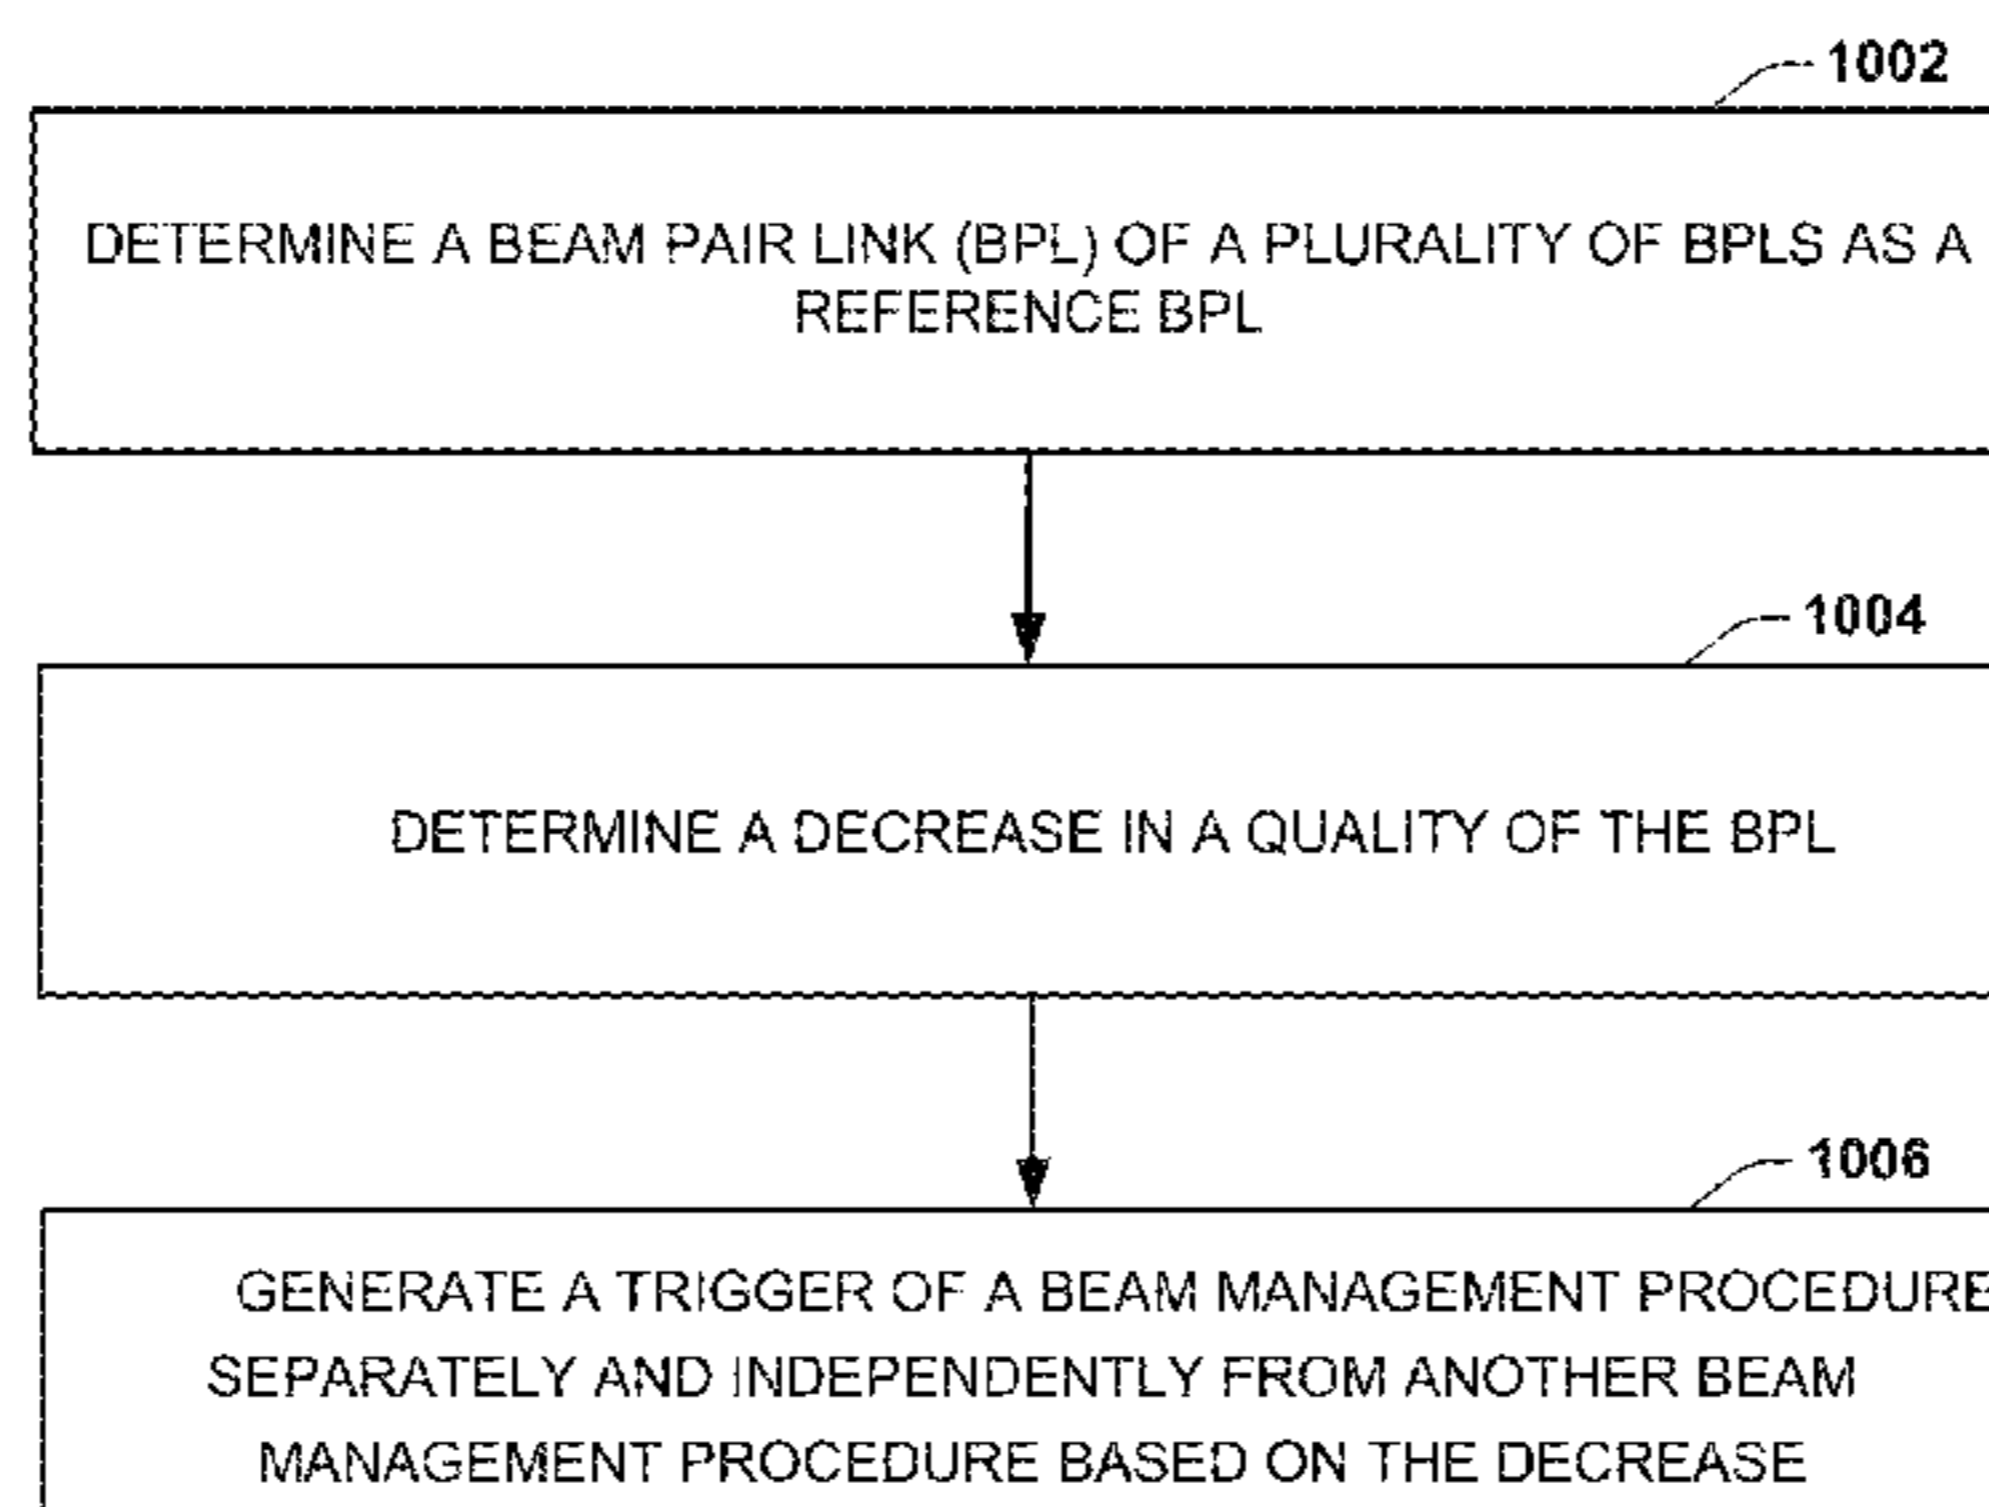 1002
DETERMINE A BEAM PAIR LINK (BPL) OF A PLURALITY OF BPLS AS A
REFERENCE BPL
1004
DETERMINE A DECREASE IN A QUALITY OF THE BPL
1006
GENERATE A TRIGGER OF A BEAM MANAGEMENT PROCEDURE
SEPARATELY AND INDEPENDENTLY FROM ANOTHER BEAM
MANAGEMENT PROCEDURE BASED ON THE DECREASE